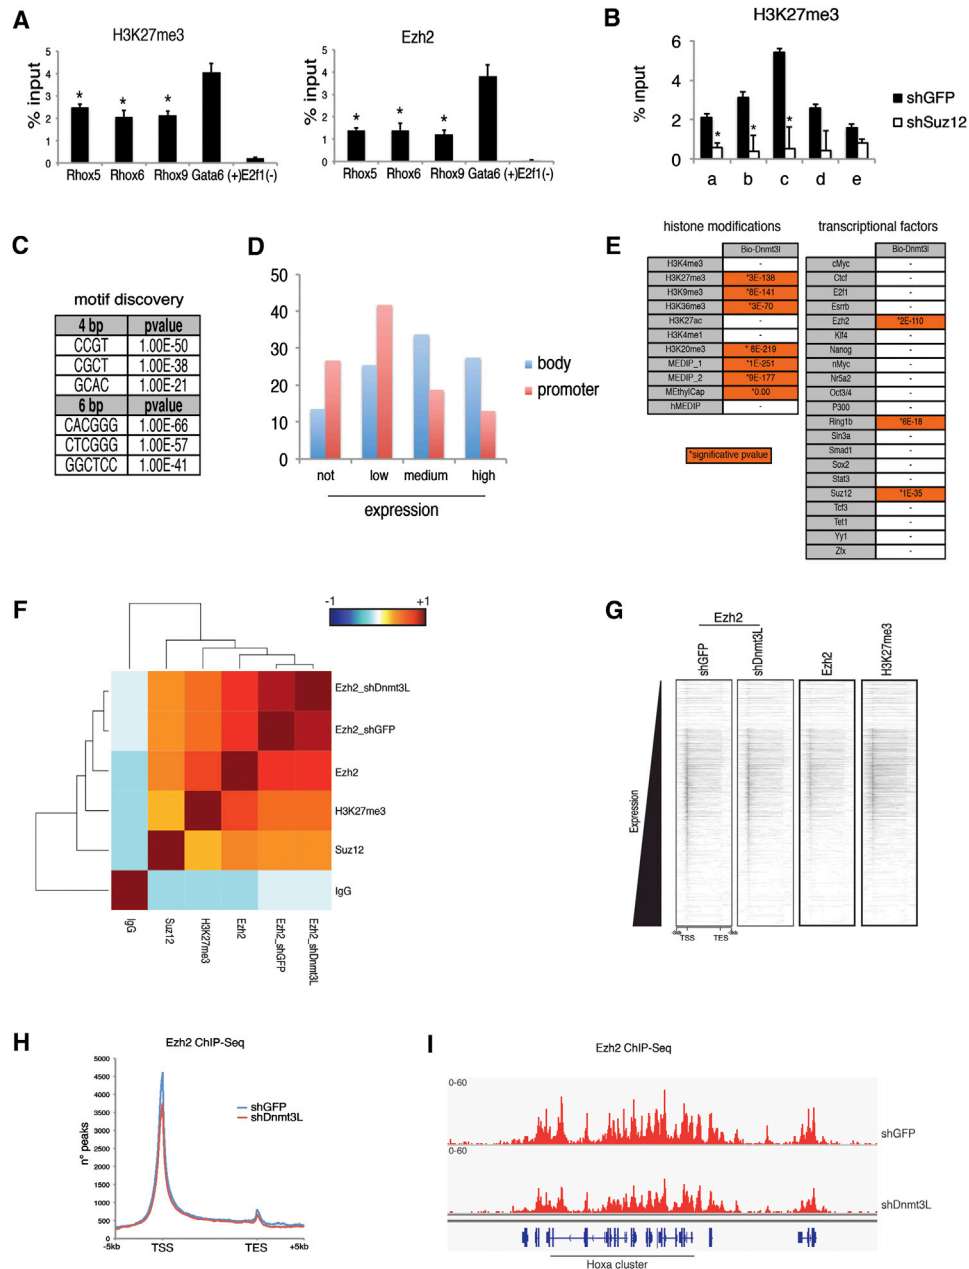 A
H3K27me3
% input
5
4
3
2
1
0
*
*
*
Rhox5 Rhox6 Rhox9 Gata6 (+)E2f1(-)
Ezh2
% input
5
4
3
2
1
0
*
*
*
Rhox5 Rhox6 Rhox9 Gata6 (+)E2f1(-)
B
H3K27me3
% input
6
4
2
0
*
*
*
a b c d e
shGFP
shSuz12
C
motif discovery
4 bp pvalue
CCGT 1.00E-50
CGCT 1.00E-38
GCAC 1.00E-21
6 bp pvalue
CACGGG 1.00E-66
CTCGGG 1.00E-57
GGCTCC 1.00E-41
D
50
40
30
20
10
0
not low medium high
expression
body
promoter
E
histone modifications
Bio-Dnmt3l
H3K4me3 -
H3K27me3 *3E-138
H3K9me3 *8E-141
H3K36me3 *3E-70
H3K27ac -
H3K4me1 -
H3K20me3 * 8E-219
MEDIP_1 *1E-251
MEDIP_2 *9E-177
MEthylCap *0.00
hMEDIP -
*significative pvalue
transcriptional factors
Bio-Dnmt3l
cMyc -
Ctcf -
E2f1 -
Esrrb -
Ezh2 *2E-110
Klf4 -
Nanog -
nMyc -
Nr5a2 -
Oct3/4 -
P300 -
Ring1b *6E-18
Sin3a -
Smad1 -
Sox2 -
Stat3 -
Suz12 *1E-35
Tcf3 -
Tet1 -
Yy1 -
Zfx -
F
-1 +1
Ezh2_shDnmt3L
Ezh2_shGFP
Ezh2
H3K27me3
Suz12
IgG
IgG
Suz12
H3K27me3
Ezh2
Ezh2_shGFP
Ezh2_shDnmt3L
G
Ezh2
shGFP
shDnmt3L
Ezh2
H3K27me3
Expression
-3kb TSS TES +3kb
H
Ezh2 ChIP-Seq
n° peaks
5000
4500
4000
3500
3000
2500
2000
1500
1000
500
0
-5kb TSS TES +5kb
shGFP
shDnmt3L
I
Ezh2 ChIP-Seq
0-60
shGFP
0-60
shDnmt3L
Hoxa cluster